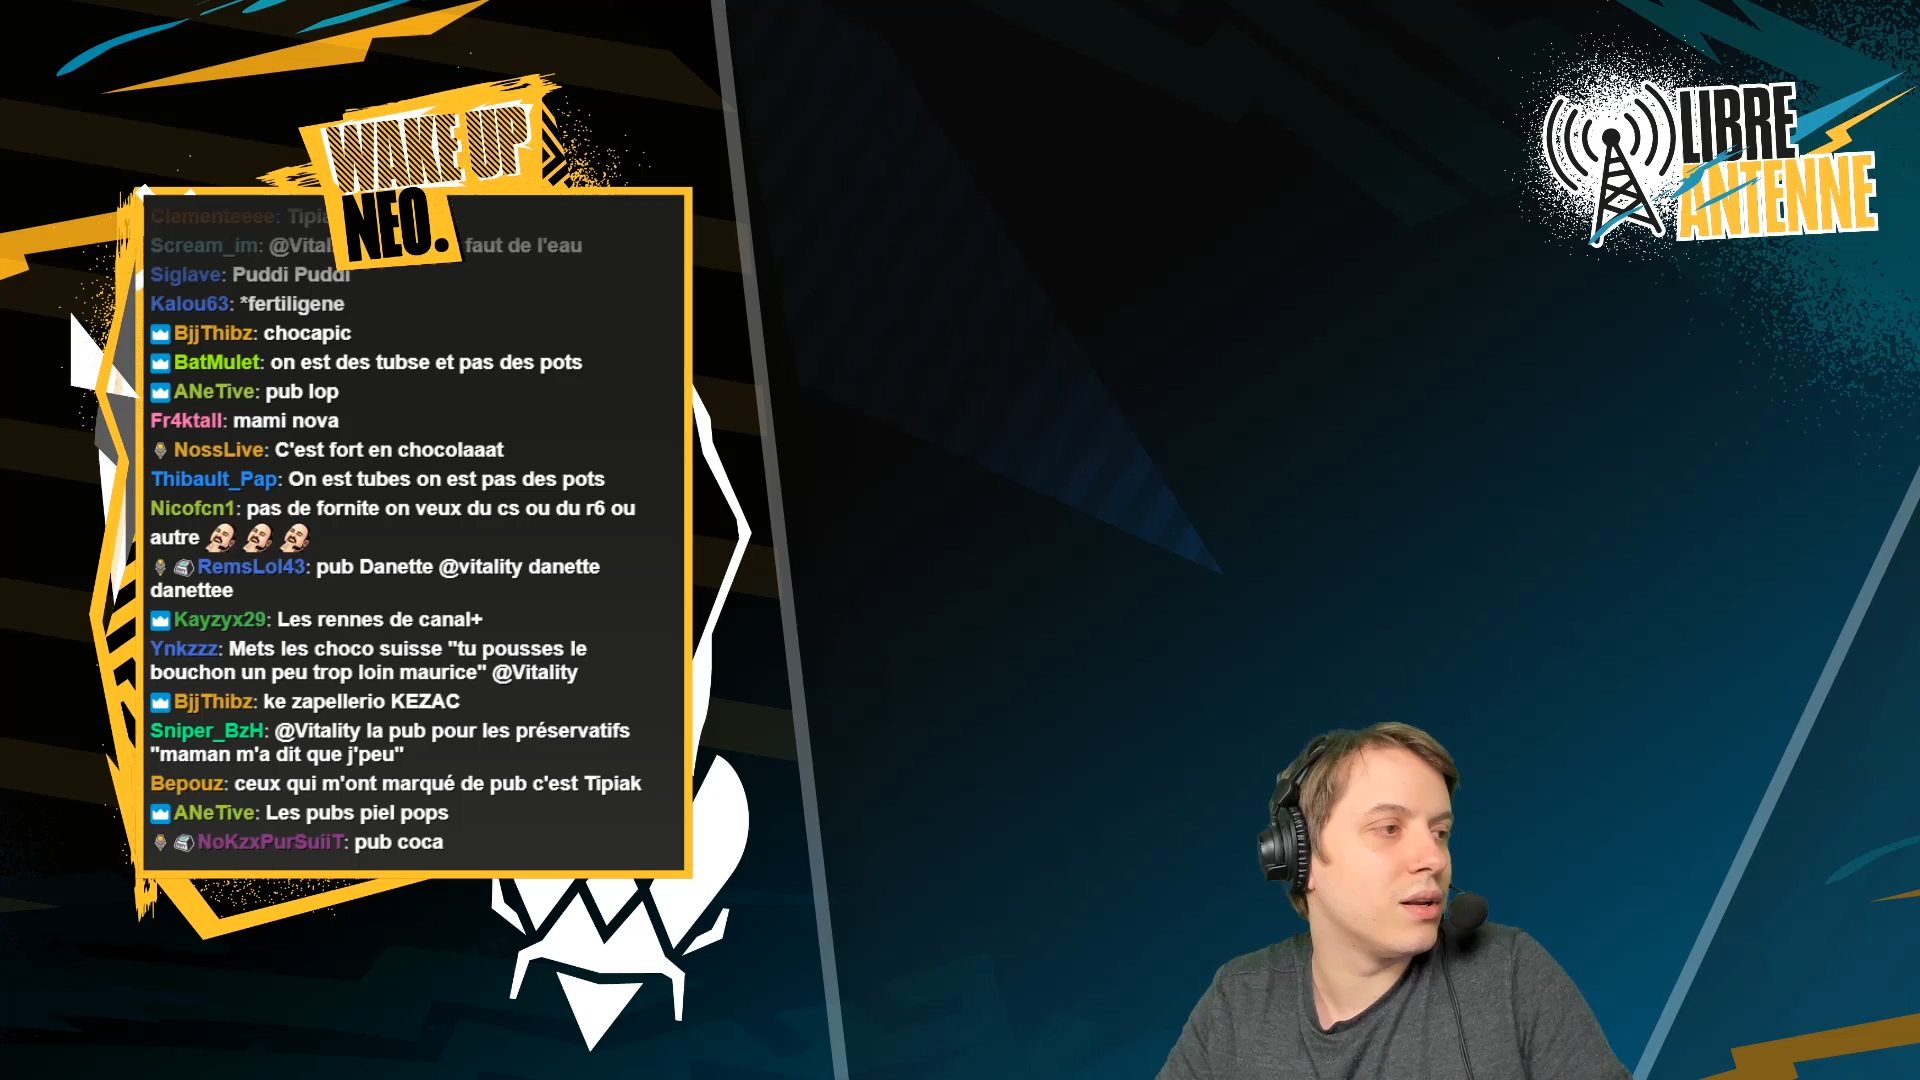 WAKE UP
NEO.
LIBRE
ANTENNE
Clementeeee: Tipia
Scream_im: @Vital faut de l'eau
Siglave: Puddi Puddi
Kalou63: *fertiligene
BjjThibz: chocapic
BatMulet: on est des tubse et pas des pots
ANeTive: pub lop
Fr4ktall: mami nova
NossLive: C'est fort en chocolaaat
Thibault_Pap: On est tubes on est pas des pots
Nicofcn1: pas de fornite on veux du cs ou du r6 ou
autre
RemsLol43: pub Danette @vitality danette
danettee
Kayzyx29: Les rennes de canal+
Ynkzzz: Mets les choco suisse "tu pousses le
bouchon un peu trop loin maurice" @Vitality
BjjThibz: ke zapellerio KEZAC
Sniper_BzH: @Vitality la pub pour les préservatifs
"maman m'a dit que j'peu"
Bepouz: ceux qui m'ont marqué de pub c'est Tipiak
ANeTive: Les pubs piel pops
NoKzxPurSuiiT: pub coca